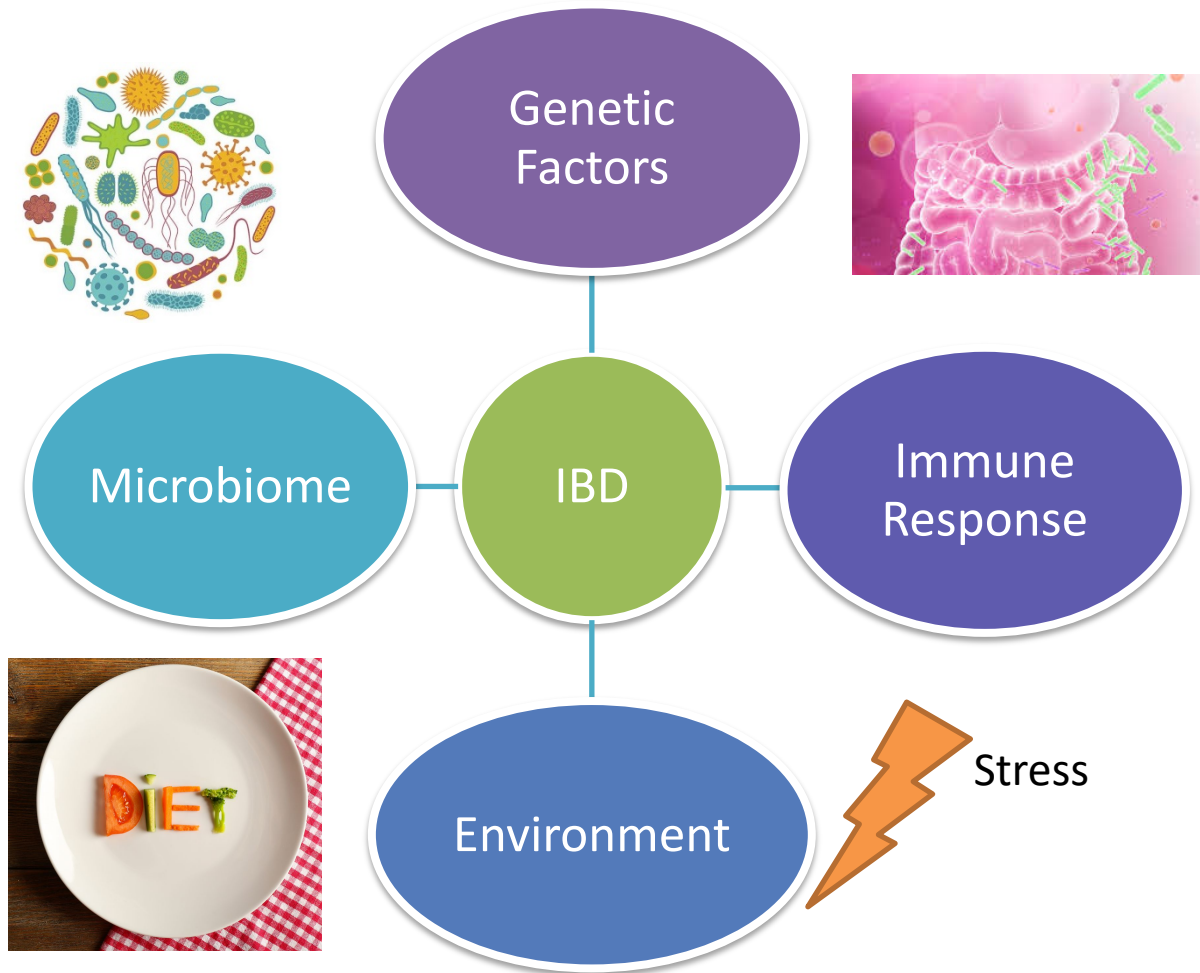 Genetic
Factors
Microbiome
IBD
Immune
Response
DiET
Environment
Stress